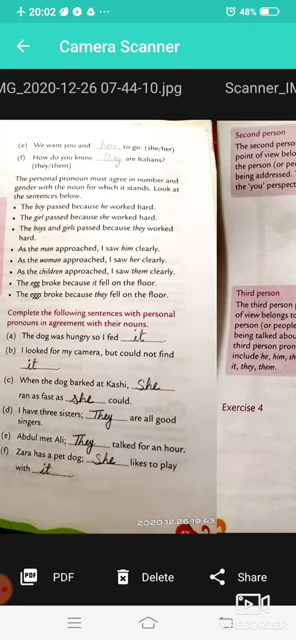 20:02
48%
Camera Scanner
MG_2020-12-26 07-44-10.jpg
Scanner_IM
(e) We want you and her to go. (she/her)
(f) How do you know they are Italians?
(they/them)
The personal pronoun must agree in number and
gender with the noun for which it stands. Look at
the sentences below.
• The boy passed because he worked hard.
• The girl passed because she worked hard.
• The boys and girls passed because they worked
hard.
• As the man approached, I saw him clearly.
• As the woman approached, I saw her clearly.
• As the children approached, I saw them clearly.
• The egg broke because it fell on the floor.
• The eggs broke because they fell on the floor.
Complete the following sentences with personal
pronouns in agreement with their nouns.
(a) The dog was hungry so I fed it.
(b) I looked for my camera, but could not find
it.
(c) When the dog barked at Kashi, She
ran as fast as she could.
(d) I have three sisters; They are all good
singers.
(e) Abdul met Ali; They talked for an hour.
(f) Zara has a pet dog; She likes to play
with it.
2020.12.26 19:43
Second person
The second perso
point of view belo
the person (or pe
being addressed.
the 'you' perspect
Third person
The third person
of view belongs to
person (or people
being talked abou
third person pron
include he, him, sh
it, they, them.
Exercise 4
PDF
PDF
Delete
Share
RECORDER